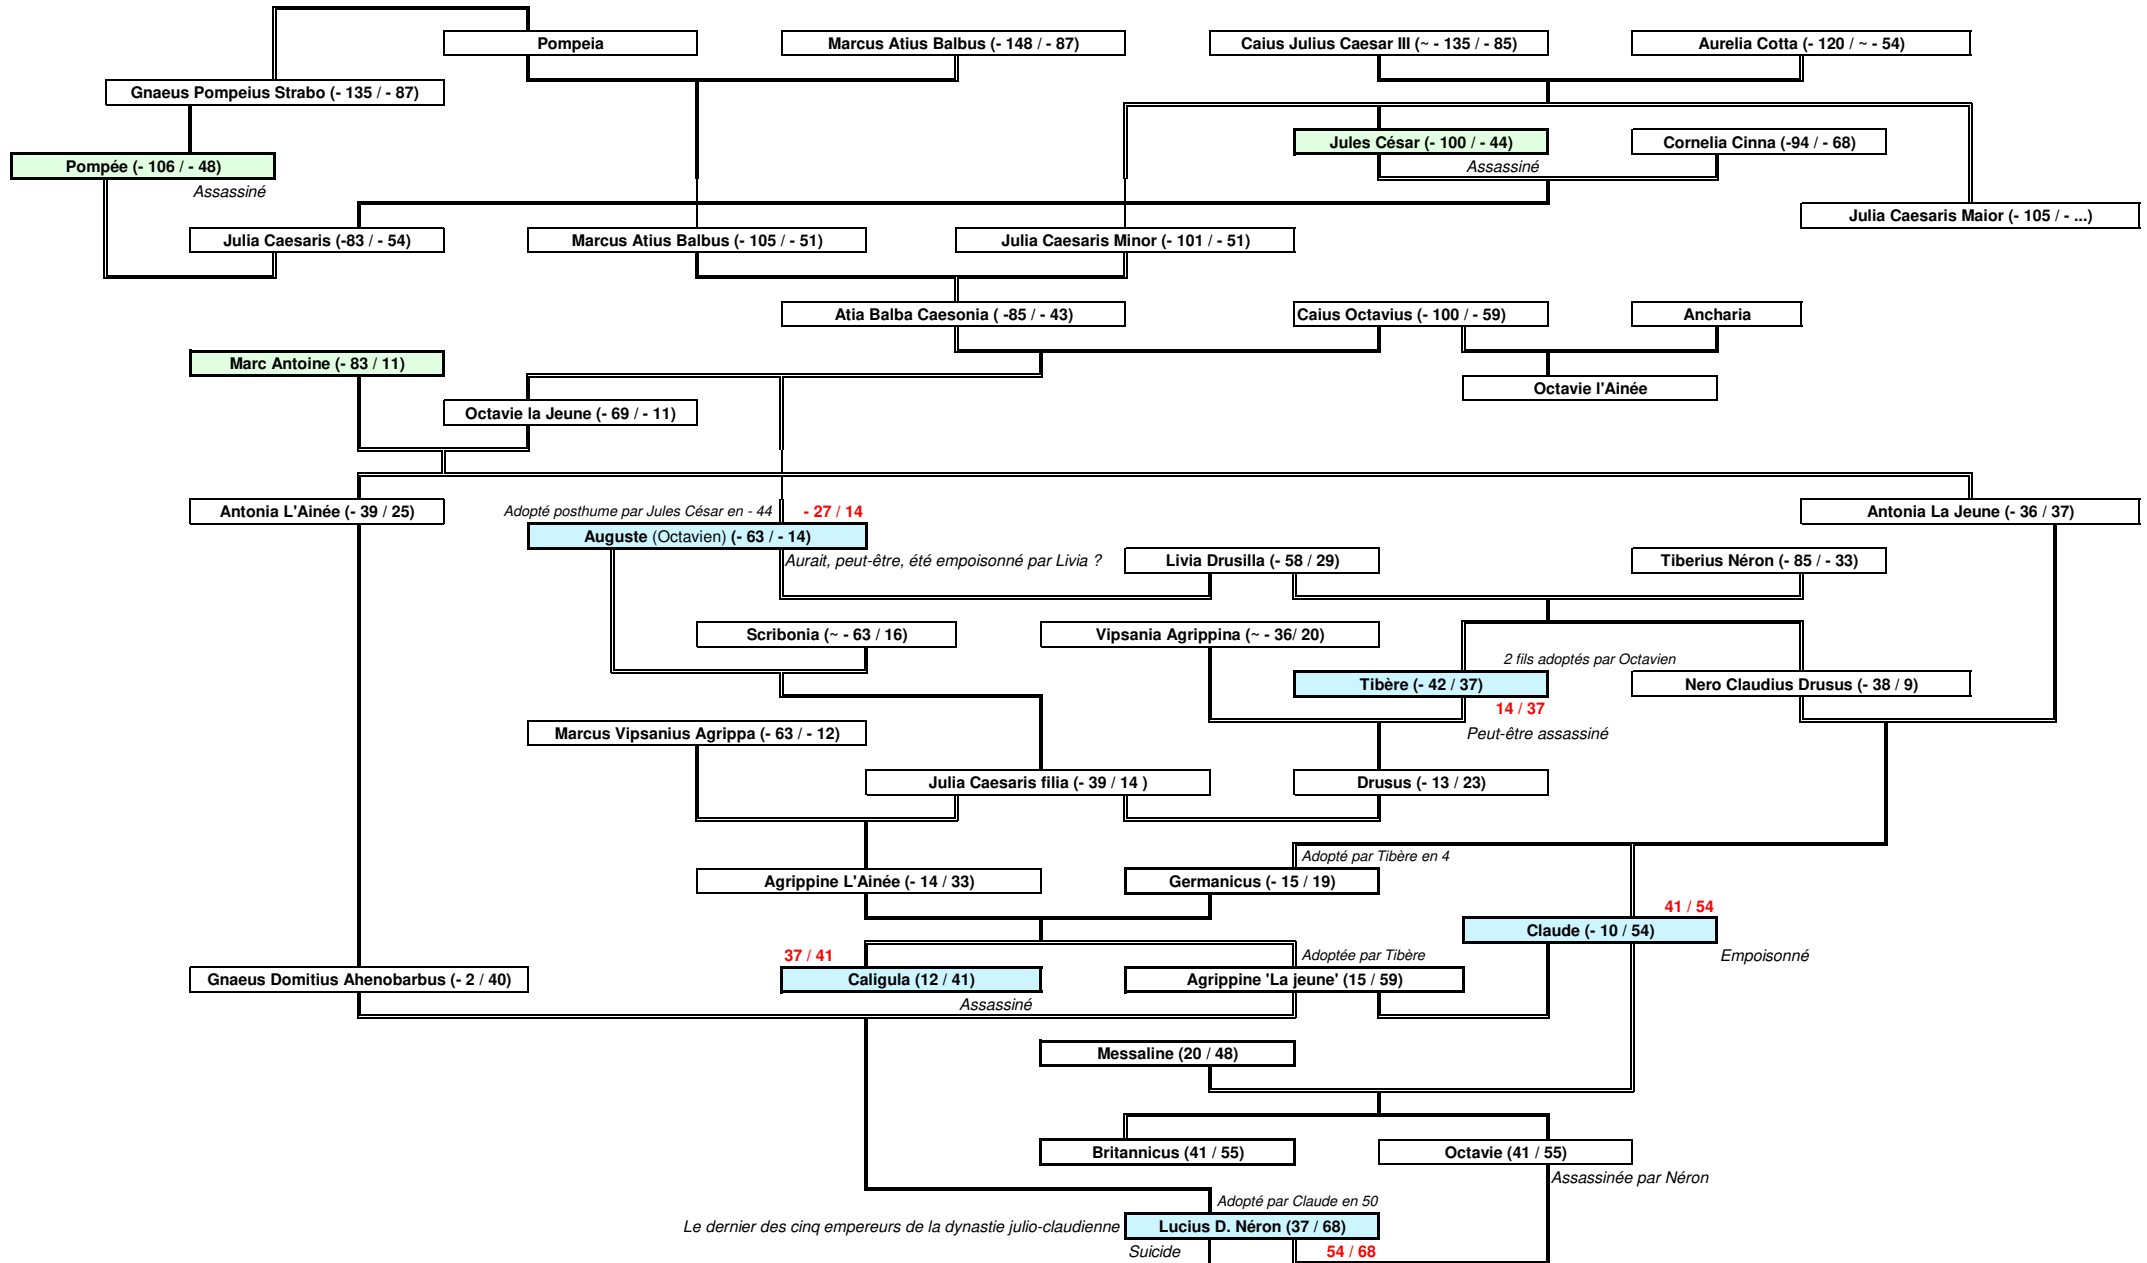 Pompeia
Marcus Atius Balbus (- 148 / - 87)
Caius Julius Caesar III (~ - 135 / - 85)
Aurelia Cotta (- 120 / ~ - 54)
Gnaeus Pompeius Strabo (- 135 / - 87)
Jules César (- 100 / - 44)
Cornelia Cinna (-94 / - 68)
Pompée (- 106 / - 48)
Assassiné
Assassiné
Julia Caesaris Maior (- 105 / - ...)
Julia Caesaris (-83 / - 54)
Marcus Atius Balbus (- 105 / - 51)
Julia Caesaris Minor (- 101 / - 51)
Atia Balba Caesonia ( -85 / - 43)
Caius Octavius (- 100 / - 59)
Ancharia
Marc Antoine (- 83 / 11)
Octavie l'Ainée
Octavie la Jeune (- 69 / - 11)
Antonia L'Ainée (- 39 / 25)
Adopté posthume par Jules César en - 44
- 27 / 14
Antonia La Jeune (- 36 / 37)
Auguste (Octavien) (- 63 / - 14)
Aurait, peut-être, été empoisonné par Livia ?
Livia Drusilla (- 58 / 29)
Tiberius Néron (- 85 / - 33)
Scribonia (~ - 63 / 16)
Vipsania Agrippina (~ - 36/ 20)
2 fils adoptés par Octavien
Tibère (- 42 / 37)
Nero Claudius Drusus (- 38 / 9)
14 / 37
Marcus Vipsanius Agrippa (- 63 / - 12)
Peut-être assassiné
Julia Caesaris filia (- 39 / 14 )
Drusus (- 13 / 23)
Adopté par Tibère en 4
Agrippine L'Ainée (- 14 / 33)
Germanicus (- 15 / 19)
41 / 54
Claude (- 10 / 54)
37 / 41
Adoptée par Tibère
Empoisonné
Gnaeus Domitius Ahenobarbus (- 2 / 40)
Caligula (12 / 41)
Agrippine 'La jeune' (15 / 59)
Assassiné
Messaline (20 / 48)
Britannicus (41 / 55)
Octavie (41 / 55)
Assassinée par Néron
Adopté par Claude en 50
Le dernier des cinq empereurs de la dynastie julio-claudienne
Lucius D. Néron (37 / 68)
Suicide
54 / 68